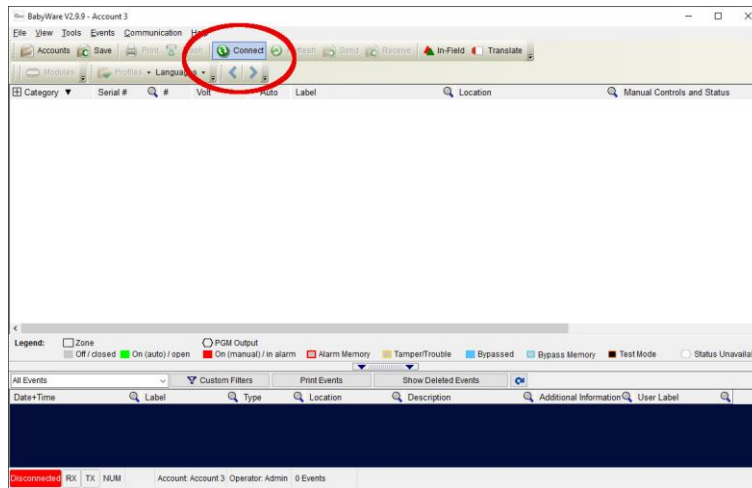 BabyWare V2.9.9 - Account 3
File View Tools Events Communication Help
Accounts Save Print Connect Refresh Send Receive In-Field Translate
Modules Profiles Languages
Category Serial # # Volt Auto Label Location Manual Controls and Status
Legend: Zone PGM Output
Off / closed On (auto) / open On (manual) / in alarm Alarm Memory Tamper/Trouble Bypassed Bypass Memory Test Mode Status Unavailal
All Events Custom Filters Print Events Show Deleted Events
Date+Time Label Type Location Description Additional Information User Label
Disconnected RX TX NUM Account: Account 3 Operator: Admin 0 Events